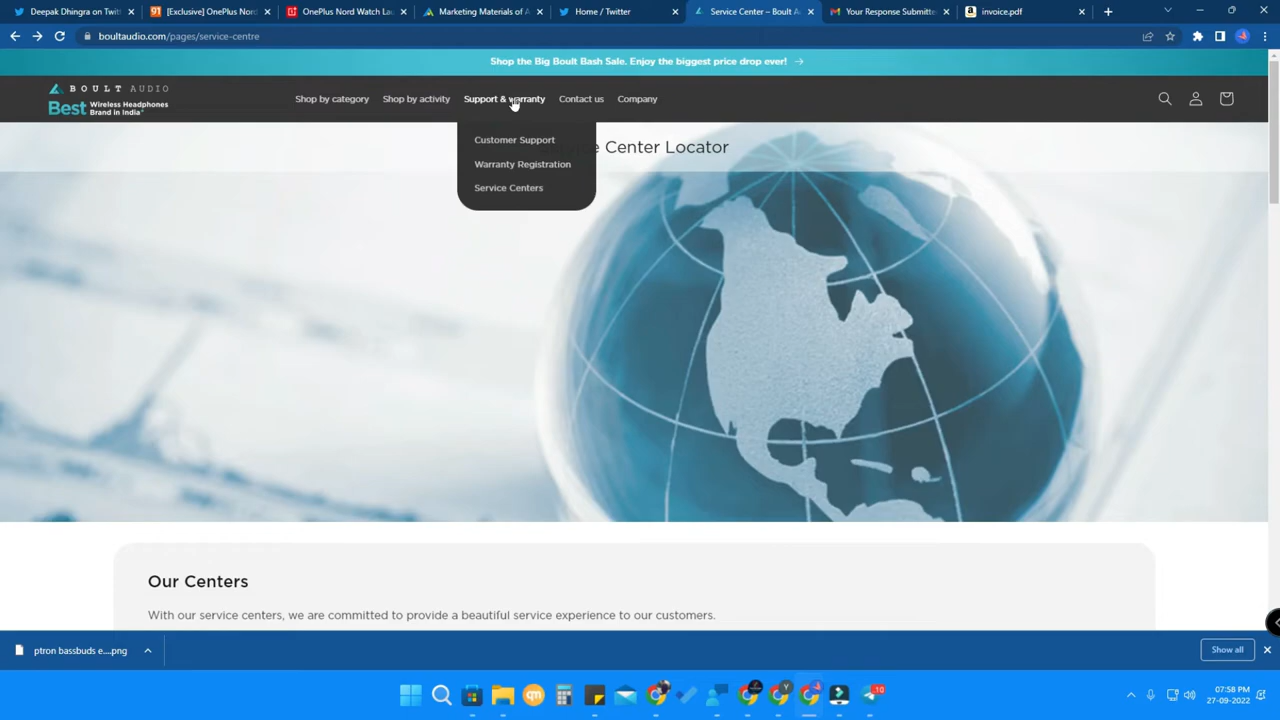 Deepak Dhingra on Twit
[Exclusive] OnePlus Nord
OnePlus Nord Watch Lau
Marketing Materials of A
Home / Twitter
Service Center – Boult Au
Your Response Submitte
invoice.pdf
boultaudio.com/pages/service-centre
Shop the Big Boult Bash Sale. Enjoy the biggest price drop ever! →
BOULT AUDIO
Best Wireless Headphones
Brand in India*
Shop by category
Shop by activity
Support & warranty
Contact us
Company
Customer Support
Warranty Registration
Service Centers
Center Locator
Our Centers
With our service centers, we are committed to provide a beautiful service experience to our customers.
ptron bassbuds e....png
Show all
07:58 PM
27-09-2022